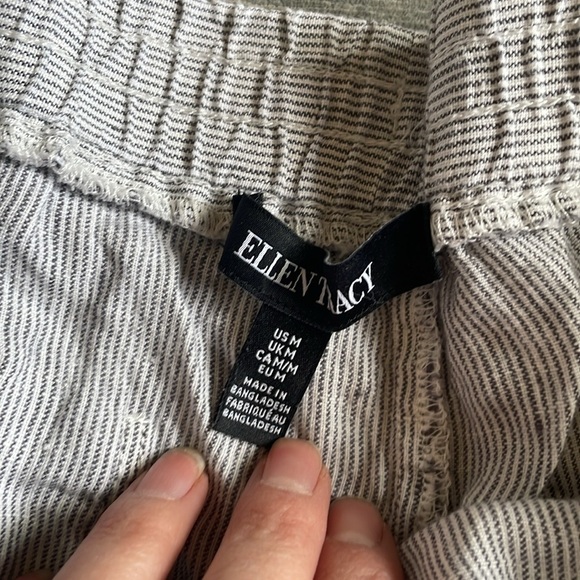 ELLEN TRACY
US M
UK M
CA M/M
EU M
MADE IN
BANGLADESH
FABRIQUÉ AU
BANGLADESH